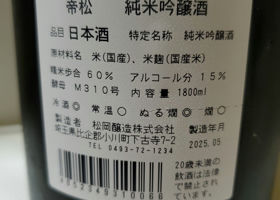 帝松　純米吟醸酒
品目 日本酒　特定名称　純米吟醸酒
原材料名　米(国産)、米麹(国産米)
精米歩合 60%　アルコール分 15%
酵母 M310号　内容量 1800ml
冷酒◎　常温○　ぬる燗◎　燗○
製造者　松岡醸造株式会社
埼玉県比企郡小川町下古寺7-2
TEL 0493-72-1234
製造年月
2025.05
20歳未満の
飲酒は法律
で禁止され
ています。